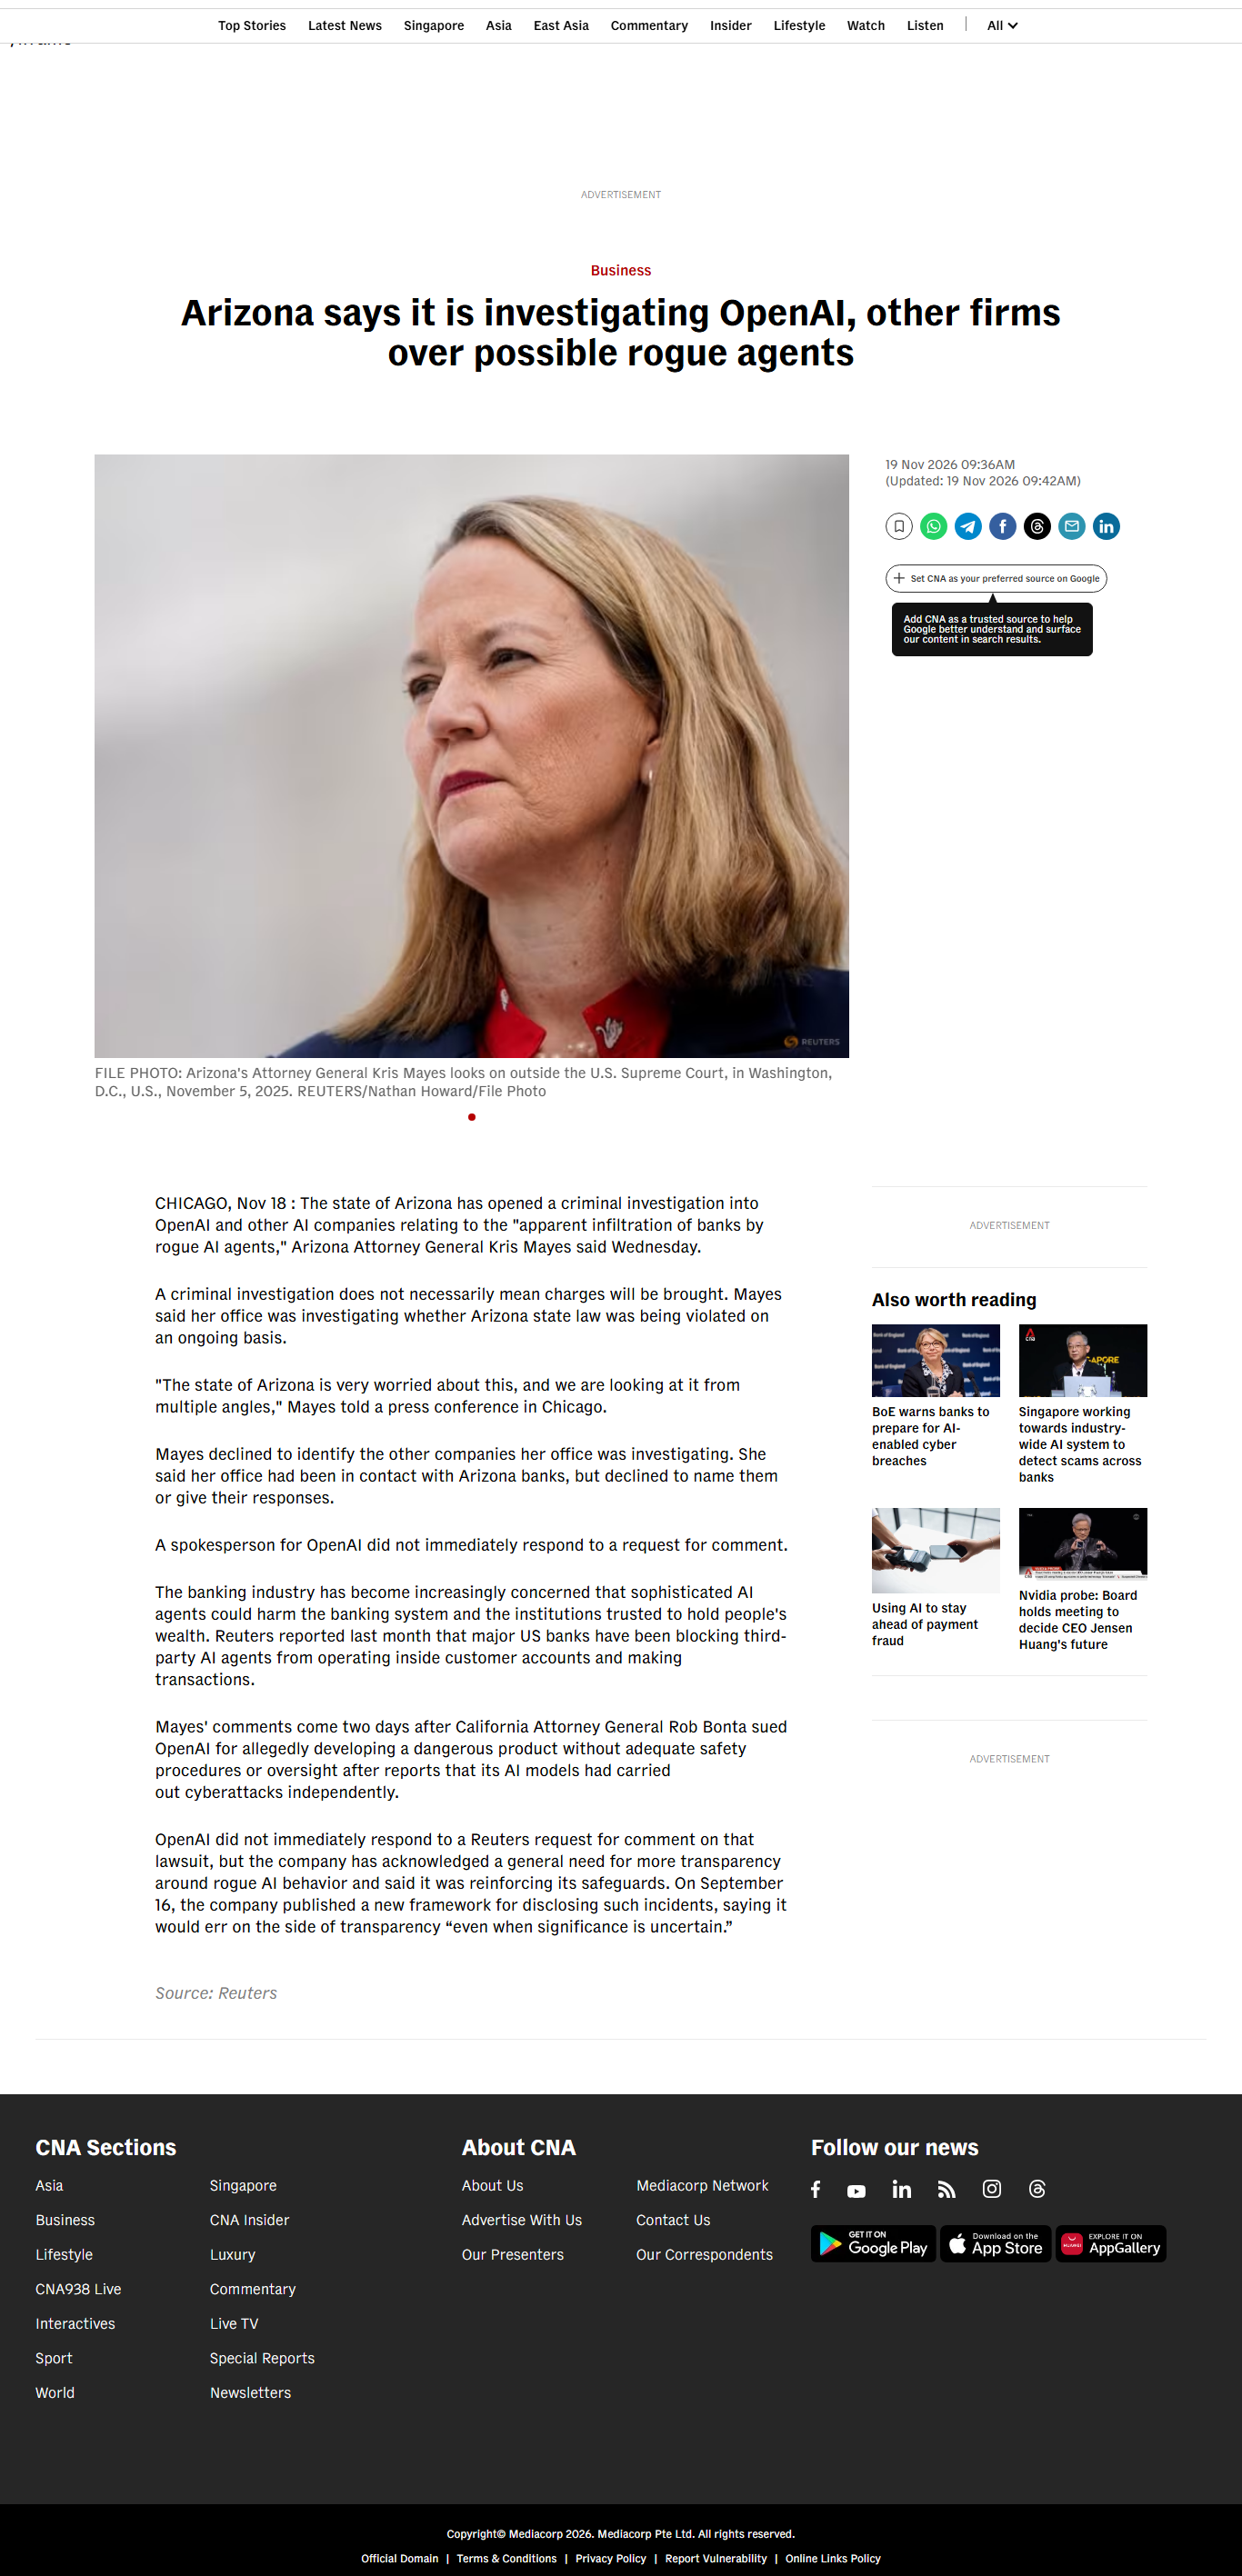 Top Stories Latest News Singapore Asia East Asia Commentary Insider Lifestyle Watch Listen | All
ADVERTISEMENT
Business
Arizona says it is investigating OpenAI, other firms
over possible rogue agents
19 Nov 2026 09:36AM
(Updated: 19 Nov 2026 09:42AM)
Set CNA as your preferred source on Google
Add CNA as a trusted source to help
Google better understand and surface
our content in search results.
REUTERS
FILE PHOTO: Arizona's Attorney General Kris Mayes looks on outside the U.S. Supreme Court, in Washington,
D.C., U.S., November 5, 2025. REUTERS/Nathan Howard/File Photo
CHICAGO, Nov 18 : The state of Arizona has opened a criminal investigation into
OpenAI and other AI companies relating to the "apparent infiltration of banks by
rogue AI agents," Arizona Attorney General Kris Mayes said Wednesday.
A criminal investigation does not necessarily mean charges will be brought. Mayes
said her office was investigating whether Arizona state law was being violated on
an ongoing basis.
"The state of Arizona is very worried about this, and we are looking at it from
multiple angles," Mayes told a press conference in Chicago.
Mayes declined to identify the other companies her office was investigating. She
said her office had been in contact with Arizona banks, but declined to name them
or give their responses.
A spokesperson for OpenAI did not immediately respond to a request for comment.
The banking industry has become increasingly concerned that sophisticated AI
agents could harm the banking system and the institutions trusted to hold people's
wealth. Reuters reported last month that major US banks have been blocking third-
party AI agents from operating inside customer accounts and making
transactions.
Mayes' comments come two days after California Attorney General Rob Bonta sued
OpenAI for allegedly developing a dangerous product without adequate safety
procedures or oversight after reports that its AI models had carried
out cyberattacks independently.
OpenAI did not immediately respond to a Reuters request for comment on that
lawsuit, but the company has acknowledged a general need for more transparency
around rogue AI behavior and said it was reinforcing its safeguards. On September
16, the company published a new framework for disclosing such incidents, saying it
would err on the side of transparency “even when significance is uncertain.”
Source: Reuters
ADVERTISEMENT
Also worth reading
BoE warns banks to
prepare for AI-
enabled cyber
breaches
Singapore working
towards industry-
wide AI system to
detect scams across
banks
Using AI to stay
ahead of payment
fraud
Nvidia probe: Board
holds meeting to
decide CEO Jensen
Huang's future
ADVERTISEMENT
CNA Sections
Asia Singapore
Business CNA Insider
Lifestyle Luxury
CNA938 Live Commentary
Interactives Live TV
Sport Special Reports
World Newsletters
About CNA
About Us Mediacorp Network
Advertise With Us Contact Us
Our Presenters Our Correspondents
Follow our news
GET IT ON
Google Play
Download on the
App Store
EXPLORE IT ON
AppGallery
Copyright© Mediacorp 2026. Mediacorp Pte Ltd. All rights reserved.
Official Domain | Terms & Conditions | Privacy Policy | Report Vulnerability | Online Links Policy